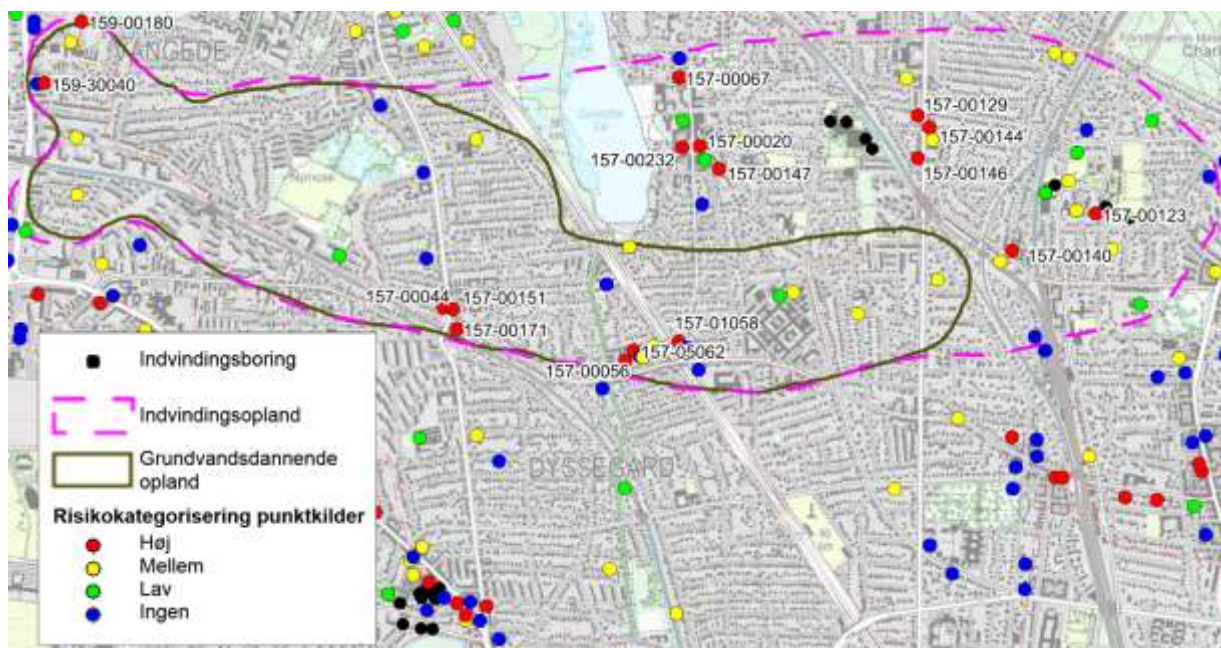 159-00180
VANGEDE
159-30040
157-00067
157-00129
157-00144
157-00020
157-00232
157-00147
157-00146
157-00123
157-00140
Nymose
157-00044
157-00151
157-00171
157-01058
157-05062
157-00056
DYSSEGÅRD
Indvindingsboring
Indvindingsopland
Grundvandsdannende
opland
Risikokategorisering punktkilder
Høj
Mellem
Lav
Ingen